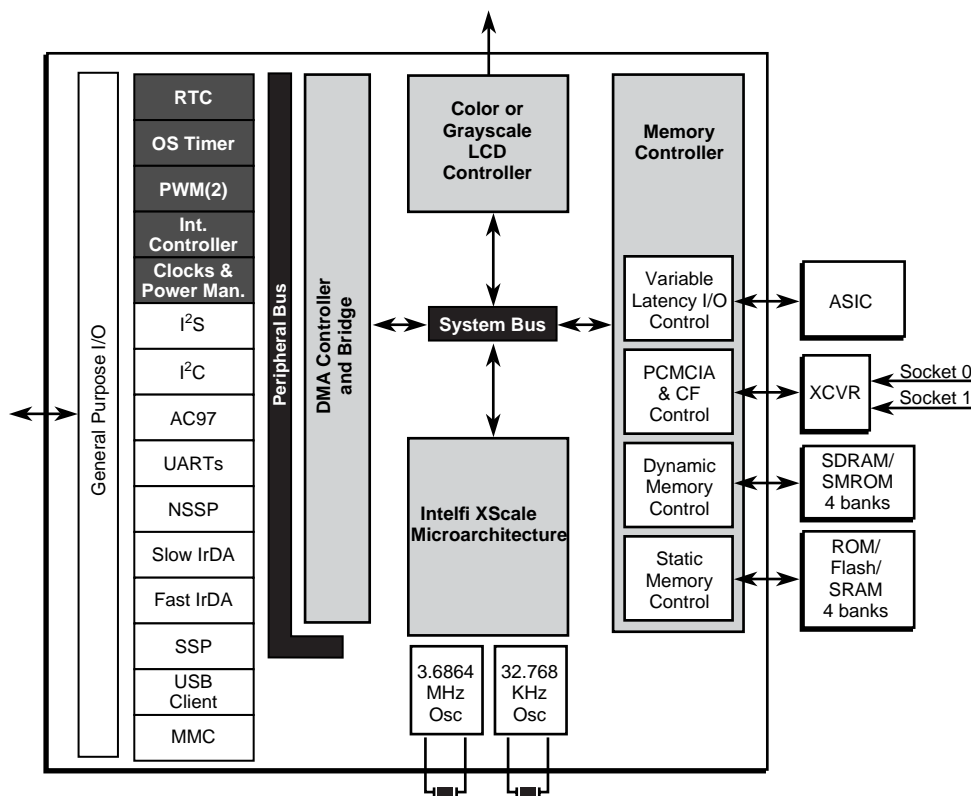 General Purpose I/O
RTC
OS Timer
PWM(2)
Int.
Controller
Clocks &
Power Man.
I²S
I²C
AC97
UARTs
NSSP
Slow IrDA
Fast IrDA
SSP
USB
Client
MMC
Peripheral Bus
DMA Controller
and Bridge
Color or
Grayscale
LCD
Controller
System Bus
Intelfi XScale
Microarchitecture
3.6864
MHz
Osc
32.768
KHz
Osc
Memory
Controller
Variable
Latency I/O
Control
PCMCIA
& CF
Control
Dynamic
Memory
Control
Static
Memory
Control
ASIC
XCVR
Socket 0
Socket 1
SDRAM/
SMROM
4 banks
ROM/
Flash/
SRAM
4 banks